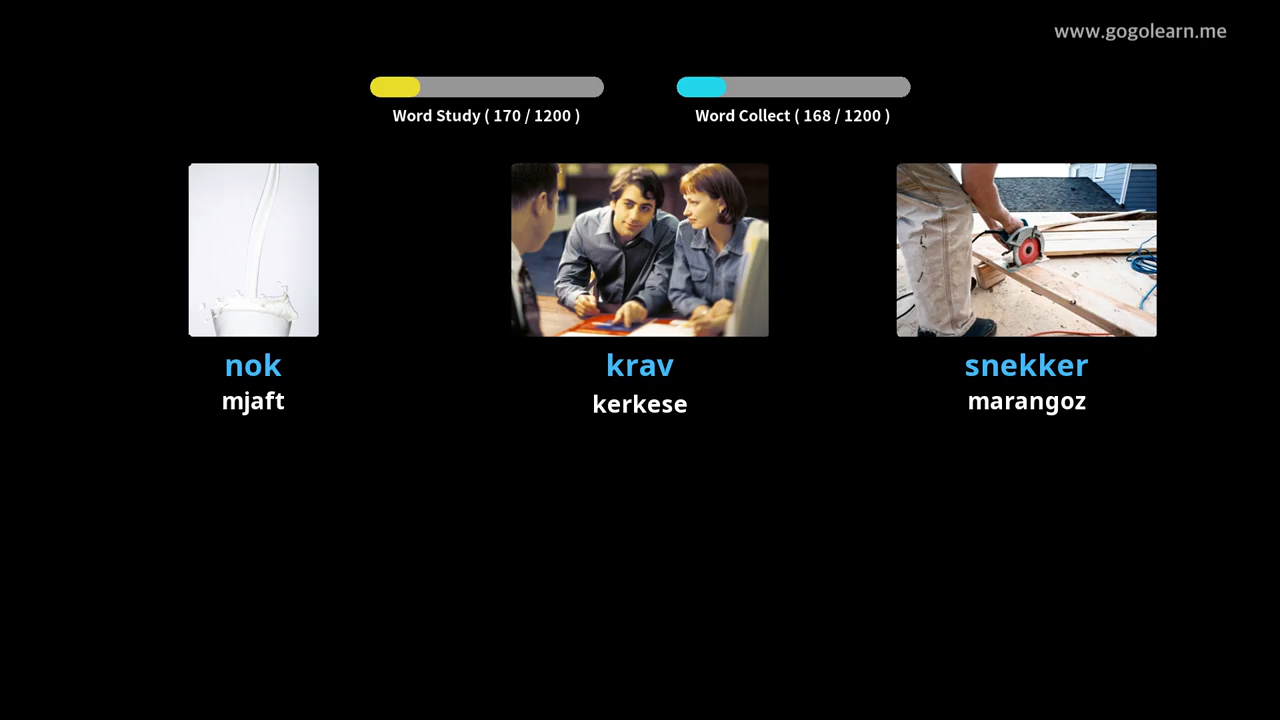 www.gogolearn.me
Word Study ( 170 / 1200 )
Word Collect ( 168 / 1200 )
nok
mjaft
krav
kerkese
snekker
marangoz